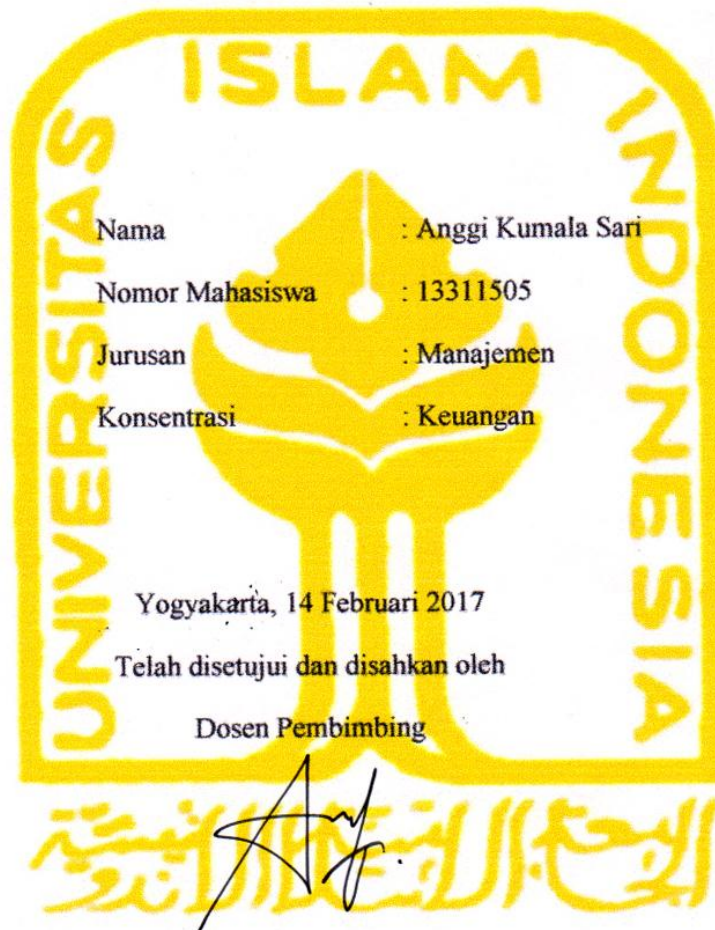 ISLAM
UNIVERSITAS
INDONESIA
Nama : Anggi Kumala Sari
Nomor Mahasiswa : 13311505
Jurusan : Manajemen
Konsentrasi : Keuangan
Yogyakarta, 14 Februari 2017
Telah disetujui dan disahkan oleh
Dosen Pembimbing